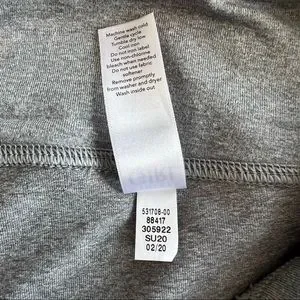 Machine wash cold
Gentle cycle
Tumble dry low
Cool iron
Do not iron label
Use non-chlorine
bleach when needed
Do not use fabric
softener
Remove promptly
from washer and dryer
Wash inside out
531708-00
88417
305922
SU20
02/20